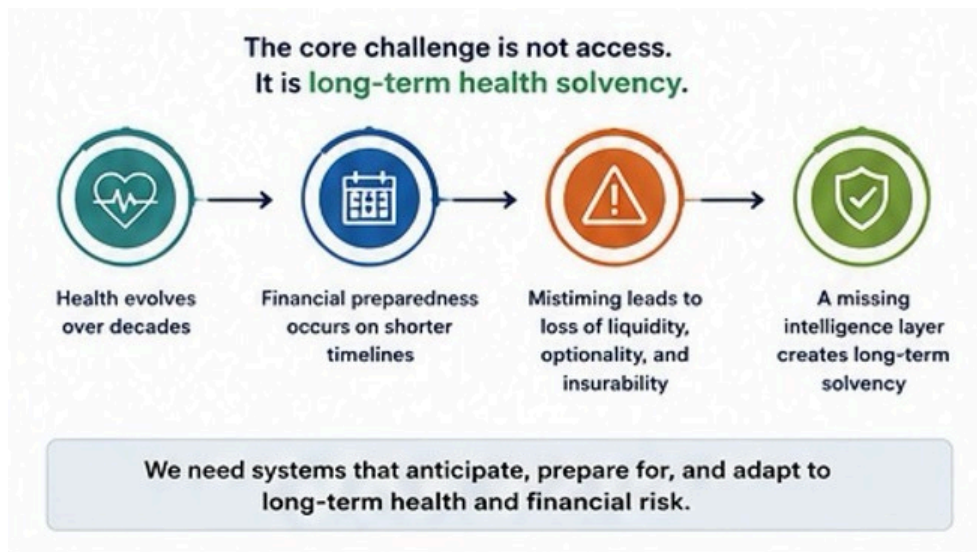 The core challenge is not access.
It is long-term health solvency.
Health evolves
over decades
Financial preparedness
occurs on shorter
timelines
Mistiming leads to
loss of liquidity,
optionality, and
insurability
A missing
intelligence layer
creates long-term
solvency
We need systems that anticipate, prepare for, and adapt to
long-term health and financial risk.